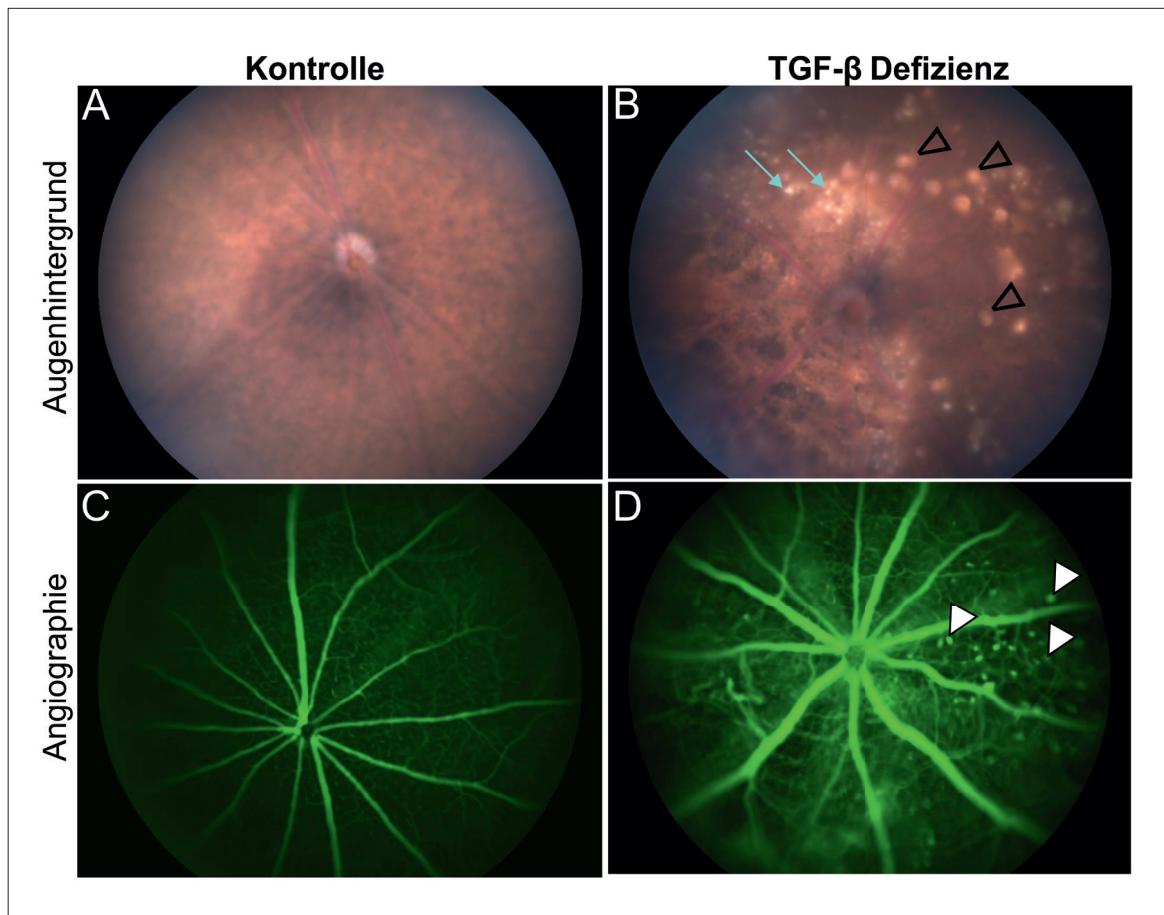 Kontrolle
TGF-β Defizienz
Augenhintergrund
A
B
Angiographie
C
D